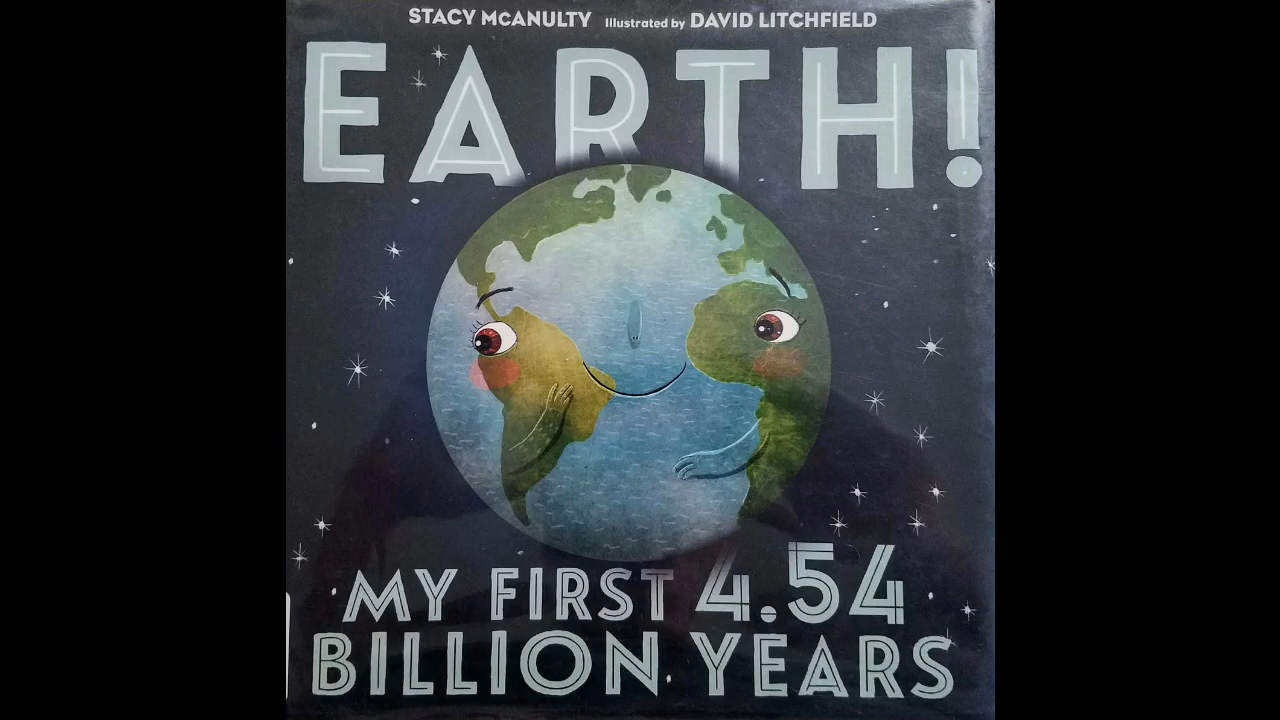 STACY McANULTY Illustrated by DAVID LITCHFIELD
EARTH!
MY FIRST 4.54
BILLION YEARS